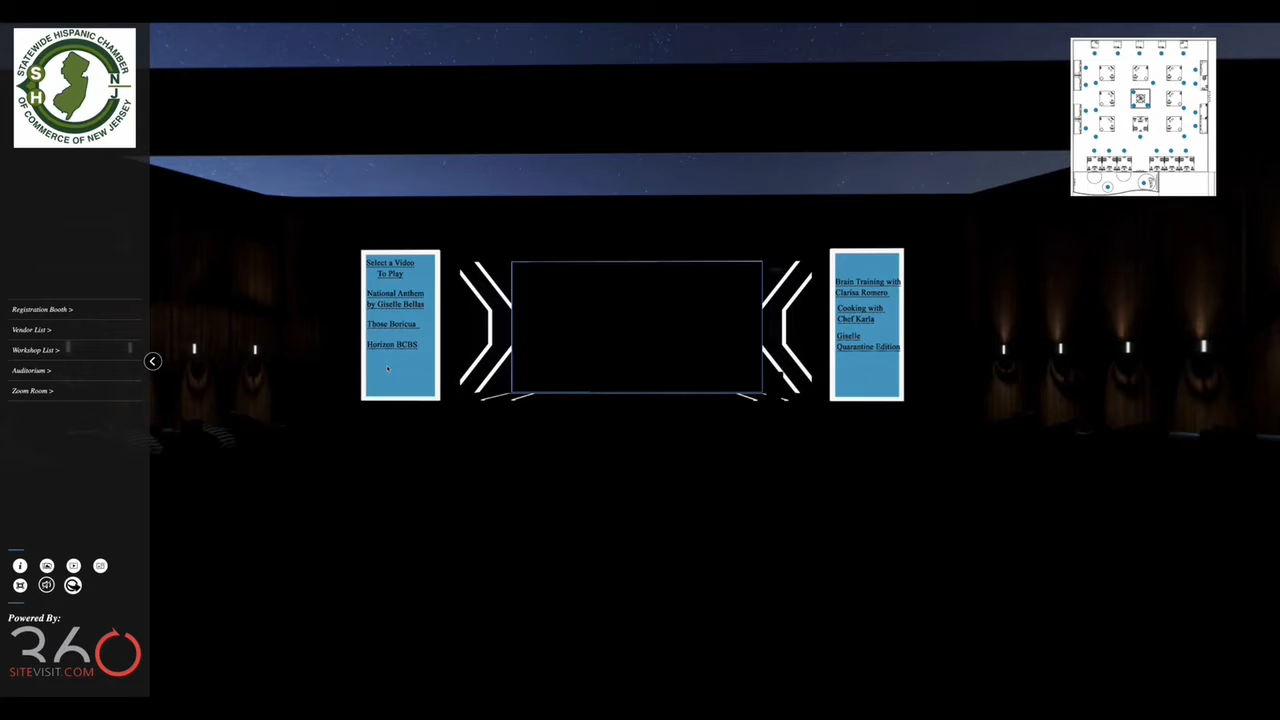 STATEWIDE HISPANIC CHAMBER
S H N J
OF COMMERCE OF NEW JERSEY
Registration Booth >
Vendor List >
Workshop List >
Auditorium >
Zoom Room >
Powered By:
360
SITEVISIT.COM
Select a Video
To Play
National Anthem
by Giselle Bellas
Those Boricua
Horizon BCBS
Brain Training with
Clarisa Romero
Cooking with
Chef Karla
Giselle
Quarantine Edition